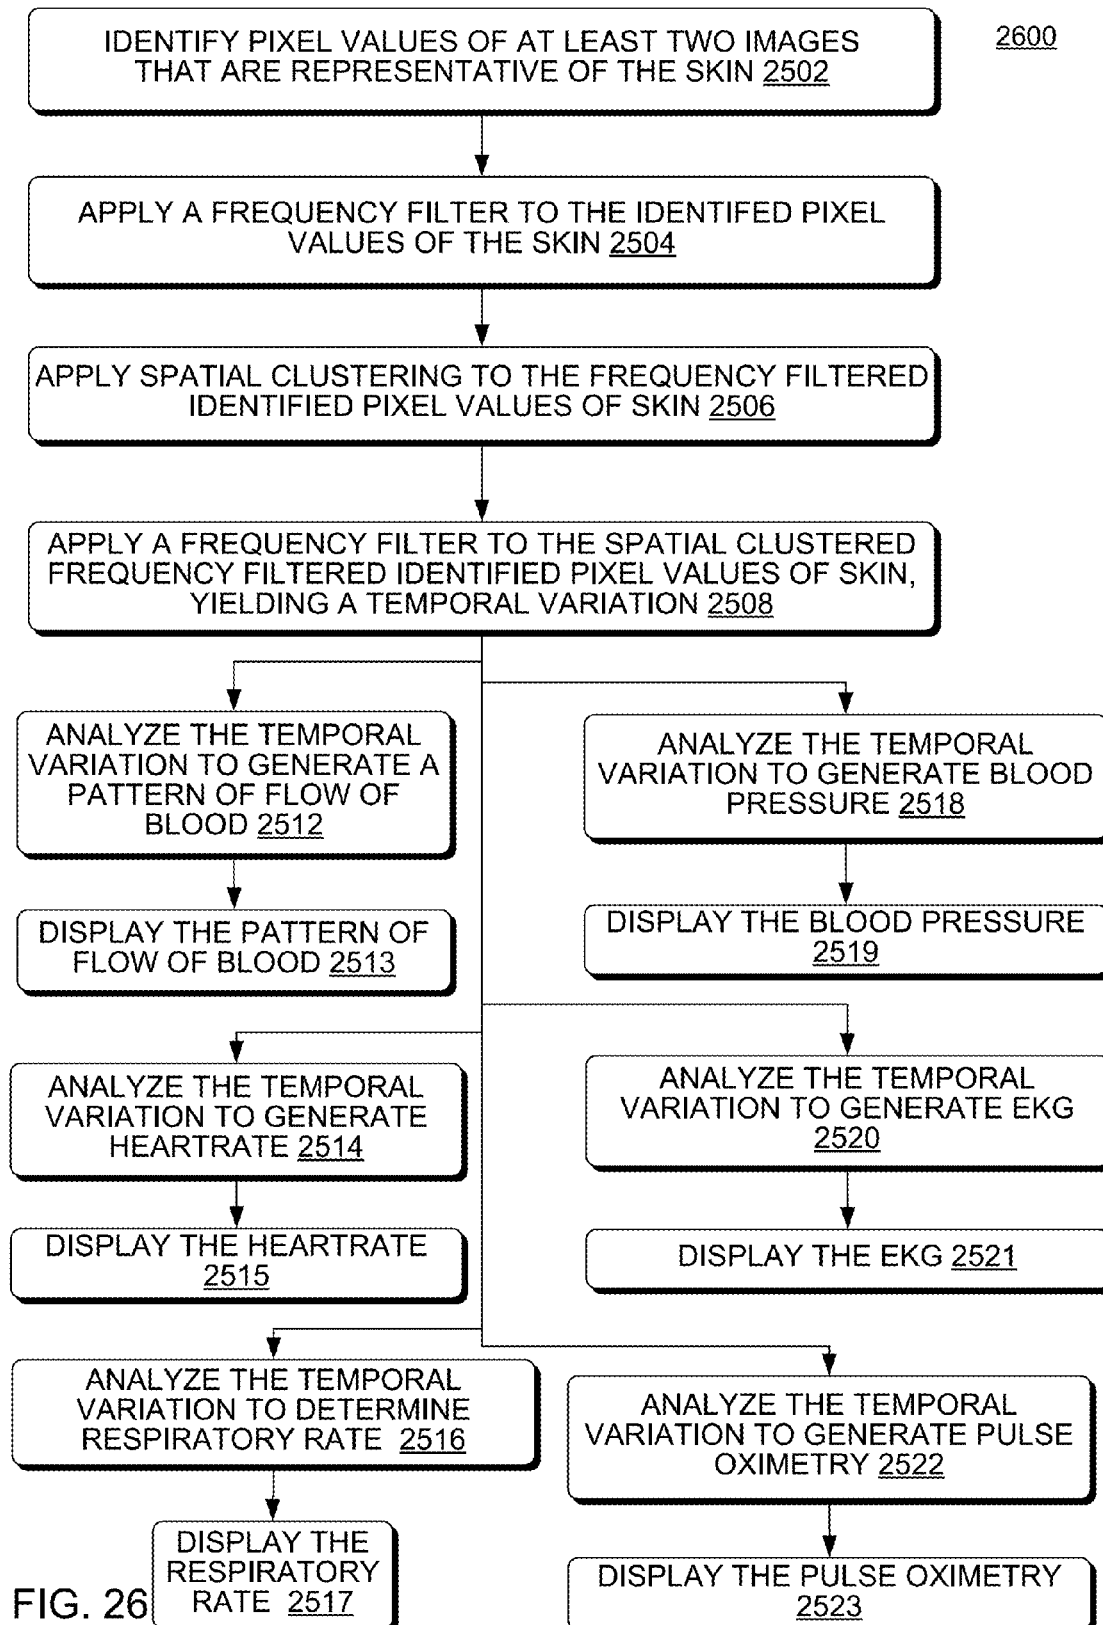 IDENTIFY PIXEL VALUES OF AT LEAST TWO IMAGES
THAT ARE REPRESENTATIVE OF THE SKIN 2502
2600
APPLY A FREQUENCY FILTER TO THE IDENTIFED PIXEL
VALUES OF THE SKIN 2504
APPLY SPATIAL CLUSTERING TO THE FREQUENCY FILTERED
IDENTIFIED PIXEL VALUES OF SKIN 2506
APPLY A FREQUENCY FILTER TO THE SPATIAL CLUSTERED
FREQUENCY FILTERED IDENTIFIED PIXEL VALUES OF SKIN,
YIELDING A TEMPORAL VARIATION 2508
ANALYZE THE TEMPORAL
VARIATION TO GENERATE A
PATTERN OF FLOW OF
BLOOD 2512
DISPLAY THE PATTERN OF
FLOW OF BLOOD 2513
ANALYZE THE TEMPORAL
VARIATION TO GENERATE BLOOD
PRESSURE 2518
DISPLAY THE BLOOD PRESSURE
2519
ANALYZE THE TEMPORAL
VARIATION TO GENERATE
HEARTRATE 2514
DISPLAY THE HEARTRATE
2515
ANALYZE THE TEMPORAL
VARIATION TO GENERATE EKG
2520
DISPLAY THE EKG 2521
ANALYZE THE TEMPORAL
VARIATION TO DETERMINE
RESPIRATORY RATE 2516
DISPLAY THE
RESPIRATORY
RATE 2517
ANALYZE THE TEMPORAL
VARIATION TO GENERATE PULSE
OXIMETRY 2522
DISPLAY THE PULSE OXIMETRY
2523
FIG. 26